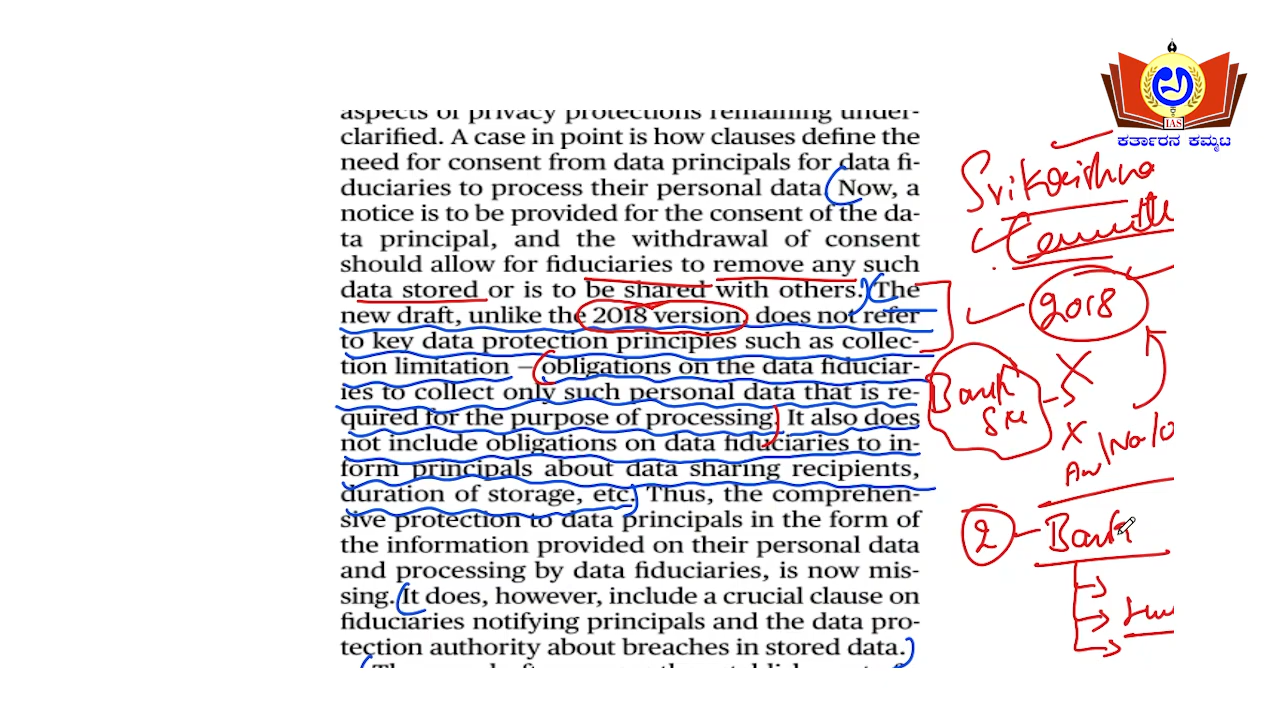 aspects of privacy protections remaining under-
clarified. A case in point is how clauses define the
need for consent from data principals for data fi-
duciaries to process their personal data. Now, a
notice is to be provided for the consent of the da-
ta principal, and the withdrawal of consent
should allow for fiduciaries to remove any such
data stored or is to be shared with others. The
new draft, unlike the 2018 version, does not refer
to key data protection principles such as collec-
tion limitation — obligations on the data fiduciar-
ies to collect only such personal data that is re-
quired for the purpose of processing. It also does
not include obligations on data fiduciaries to in-
form principals about data sharing recipients,
duration of storage, etc. Thus, the comprehen-
sive protection to data principals in the form of
the information provided on their personal data
and processing by data fiduciaries, is now mis-
sing. It does, however, include a crucial clause on
fiduciaries notifying principals and the data pro-
tection authority about breaches in stored data.
IAS
ಕರ್ತಾರನ ಕಮ್ಮಟ
Srikrishna
2018
Bank
2 - Bank